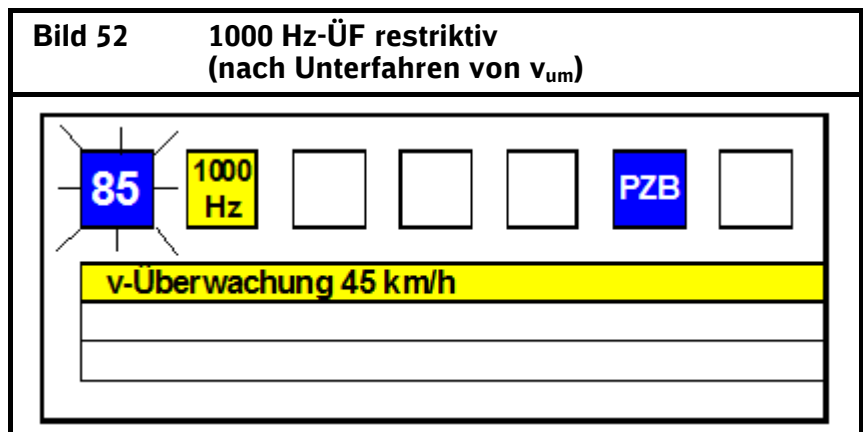 Bild 52 1000 Hz-ÜF restriktiv
(nach Unterfahren von vum)
85 1000 PZB
Hz
v-Überwachung 45 km/h